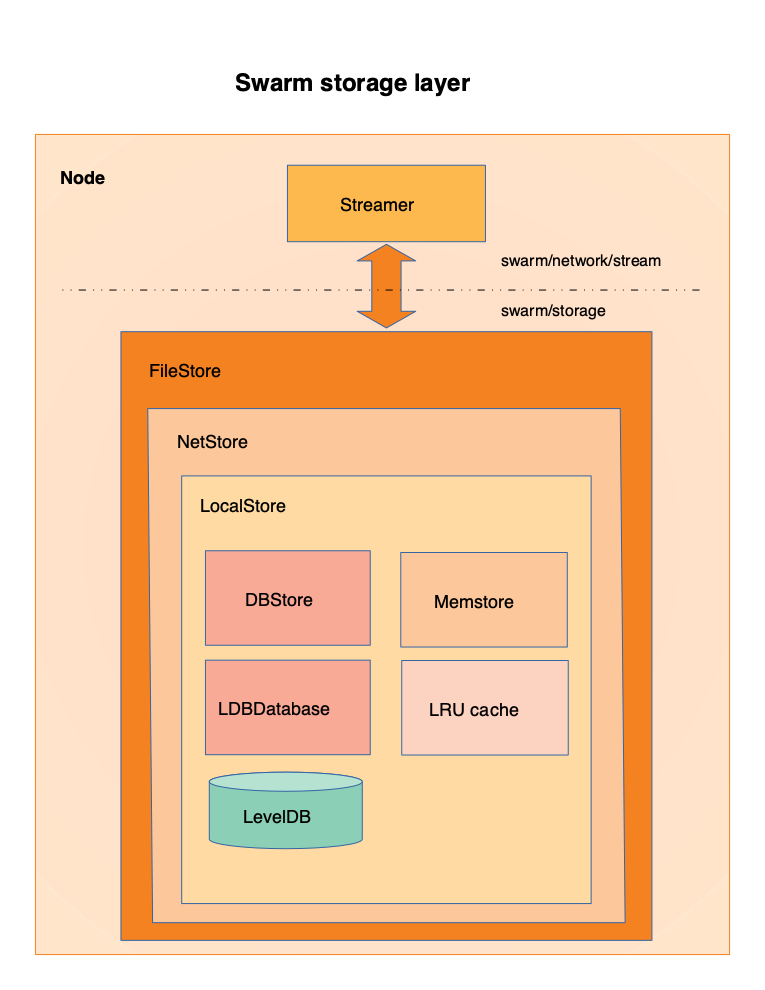 Swarm storage layer
Node
Streamer
swarm/network/stream
swarm/storage
FileStore
NetStore
LocalStore
DBStore
Memstore
LDBDatabase
LRU cache
LevelDB